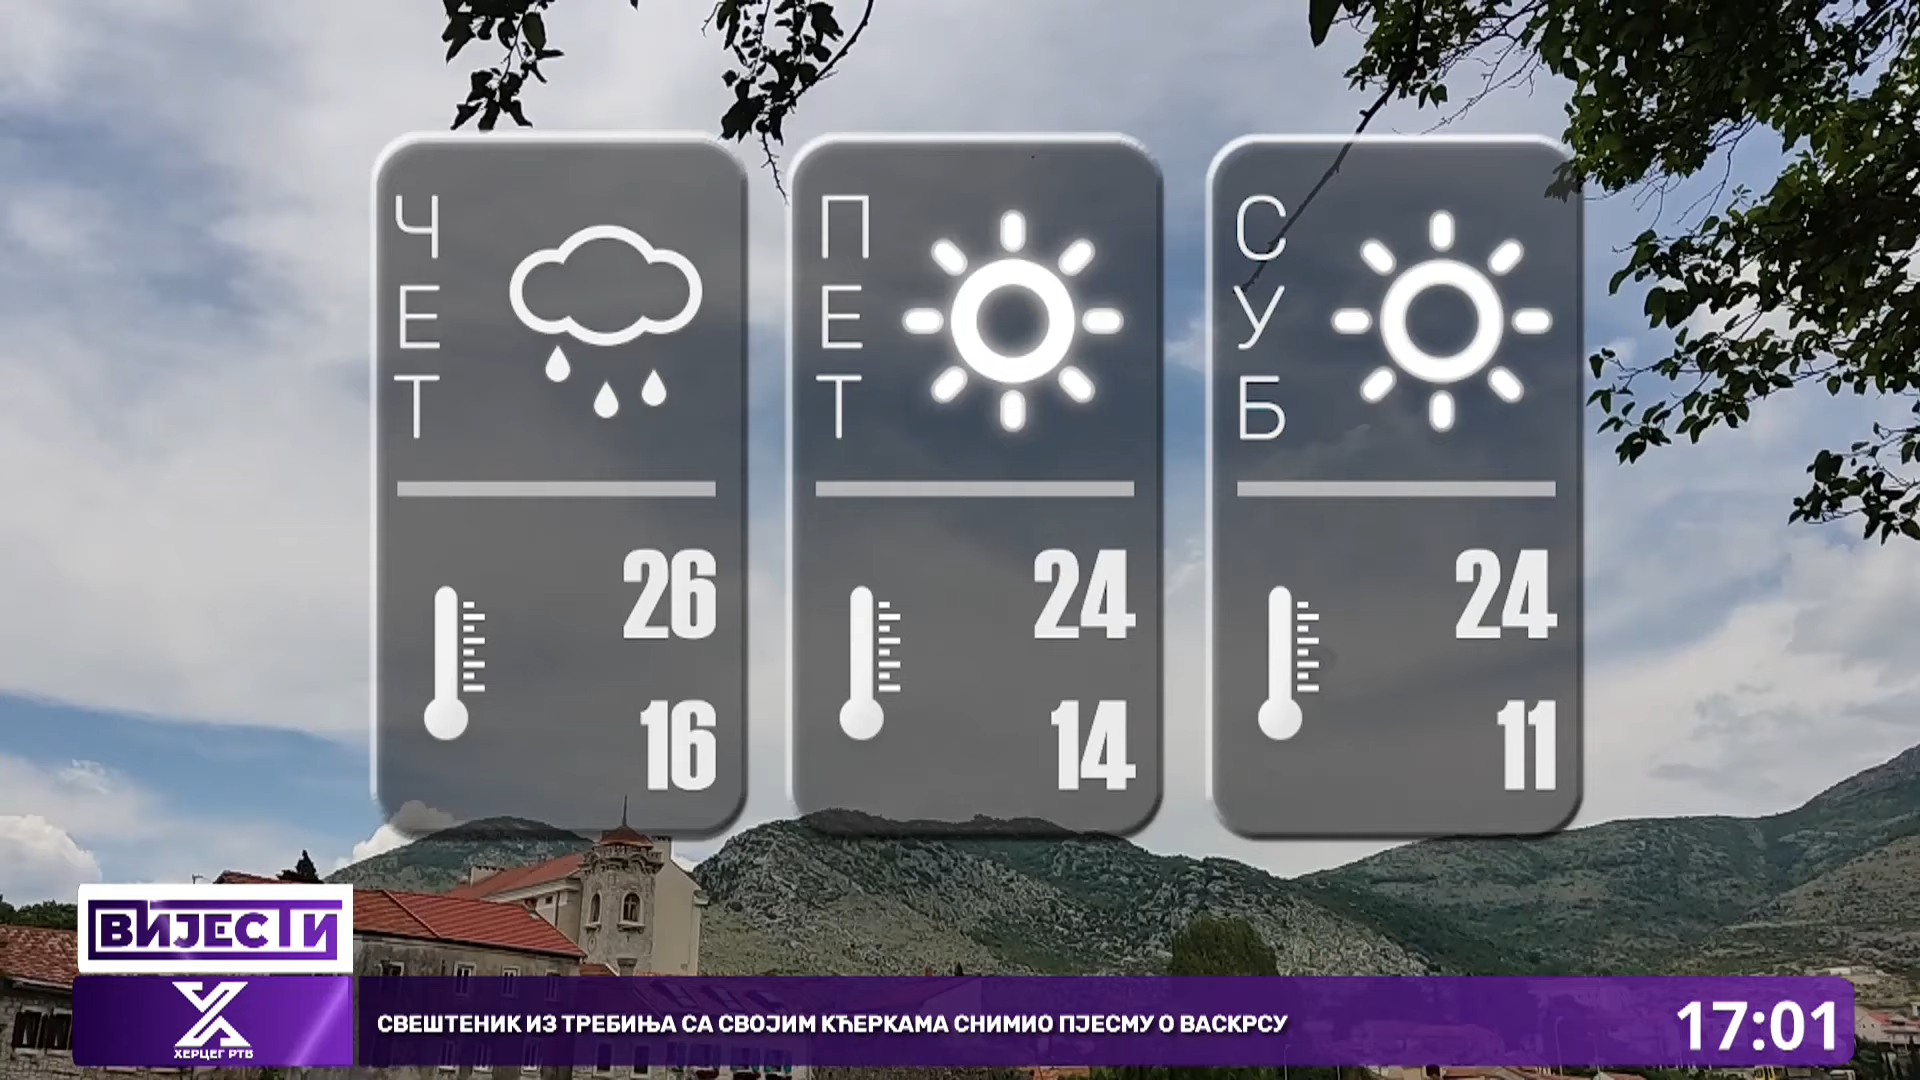 ЧЕТ
26
16
ПЕТ
24
14
СУБ
24
11
ВИЈЕСТИ
ХЕРЦЕГ РТВ
СВЕШТЕНИК ИЗ ТРЕБИЊА СА СВОЈИМ КЋЕРКАМА СНИМИО ПЈЕСМУ О ВАСКРСУ
17:01